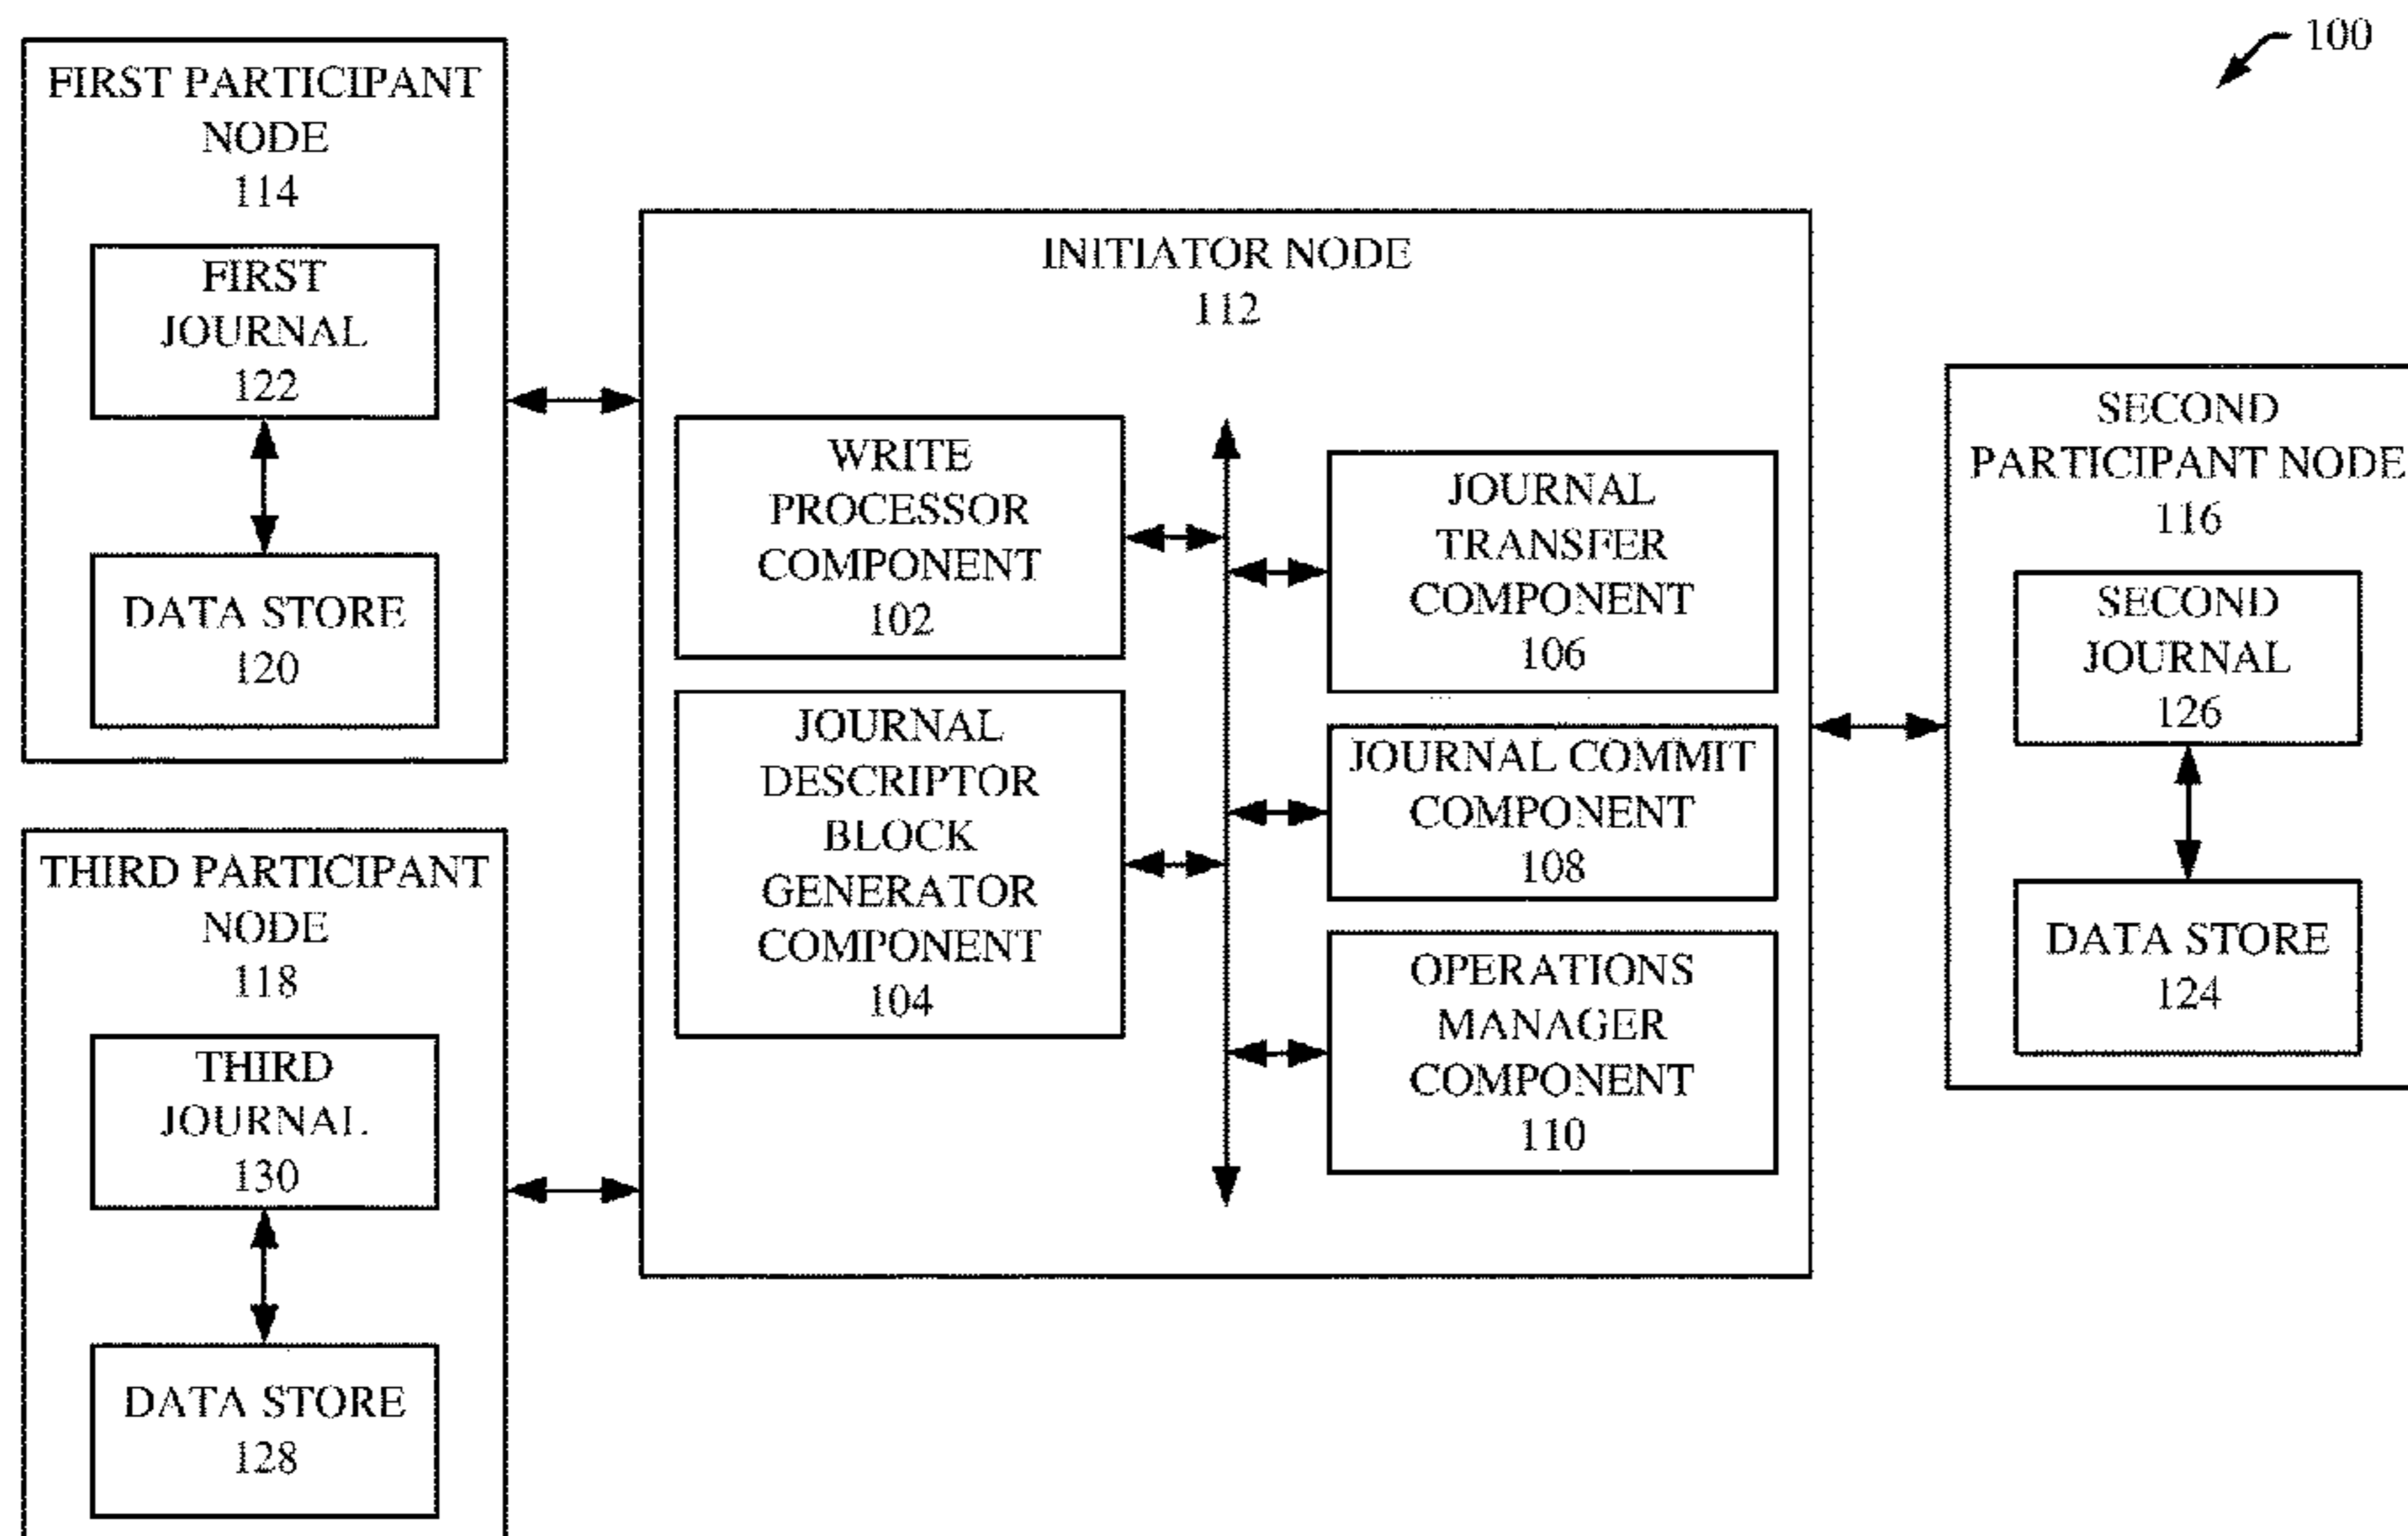 100
FIRST PARTICIPANT
NODE
114
FIRST
JOURNAL
122
DATA STORE
120
THIRD PARTICIPANT
NODE
118
THIRD
JOURNAL
130
DATA STORE
128
INITIATOR NODE
112
WRITE
PROCESSOR
COMPONENT
102
JOURNAL
DESCRIPTOR
BLOCK
GENERATOR
COMPONENT
104
JOURNAL
TRANSFER
COMPONENT
106
JOURNAL COMMIT
COMPONENT
108
OPERATIONS
MANAGER
COMPONENT
110
SECOND
PARTICIPANT NODE
116
SECOND
JOURNAL
126
DATA STORE
124